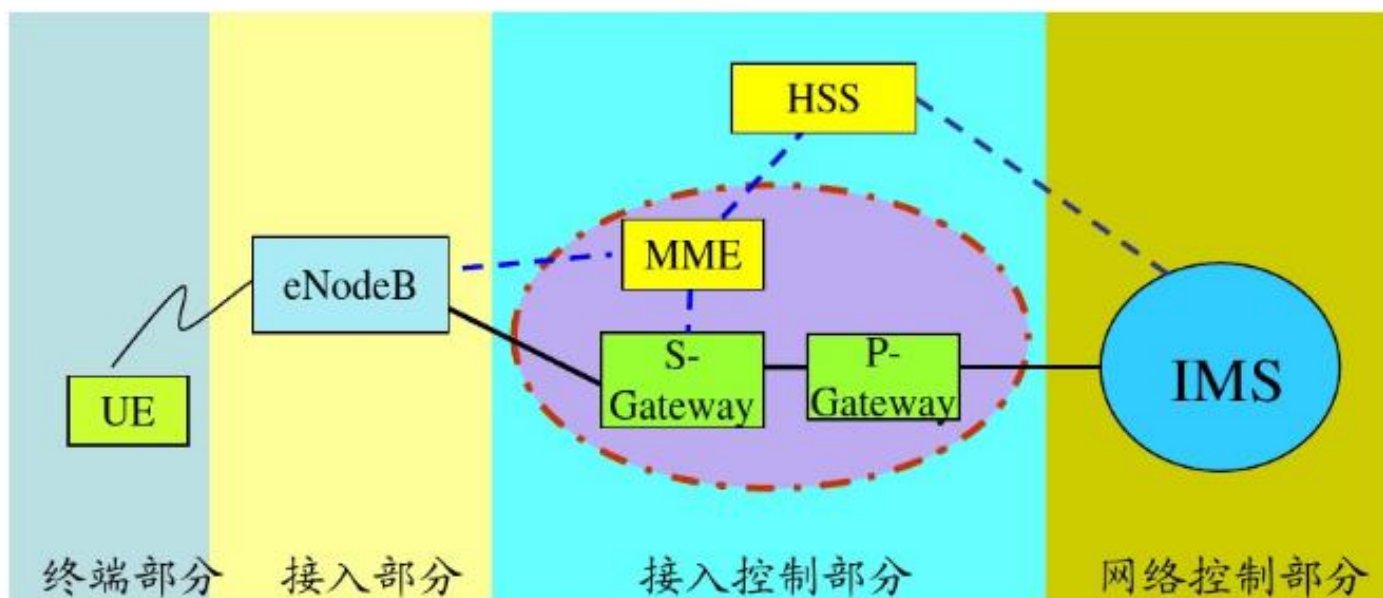 HSS
MME
eNodeB
S-
Gateway
P-
Gateway
IMS
UE
终端部分
接入部分
接入控制部分
网络控制部分